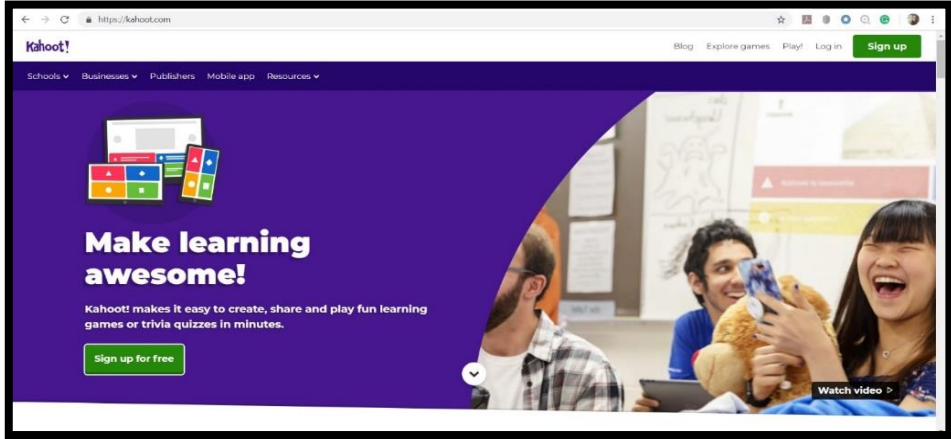 https://kahoot.com
Kahoot!
Blog Explore games Play! Log in Sign up
Schools Businesses Publishers Mobile app Resources
Make learning
awesome!
Kahoot! makes it easy to create, share and play fun learning
games or trivia quizzes in minutes.
Sign up for free
Watch video